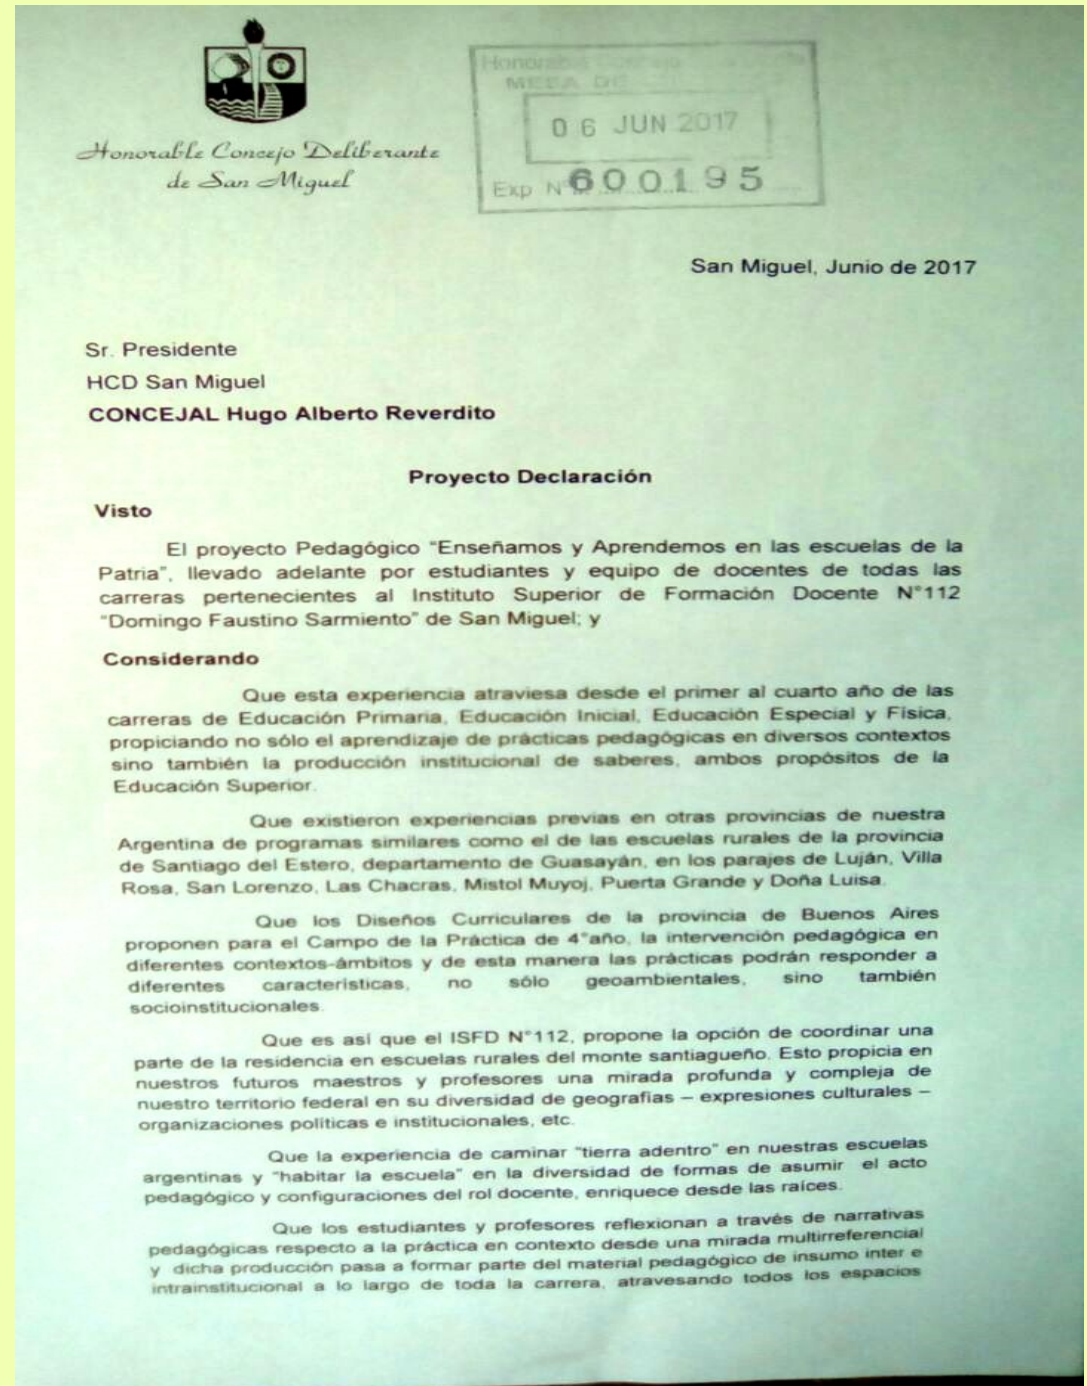 Honorable Concejo Deliberante
de San Miguel
Honorable Concejo
MESA DE
06 JUN 2017
Exp N 600195
San Miguel, Junio de 2017
Sr. Presidente
HCD San Miguel
CONCEJAL Hugo Alberto Reverdito
Proyecto Declaración
Visto
El proyecto Pedagógico “Enseñamos y Aprendemos en las escuelas de la
Patria”, llevado adelante por estudiantes y equipo de docentes de todas las
carreras pertenecientes al Instituto Superior de Formación Docente N°112
“Domingo Faustino Sarmiento” de San Miguel; y
Considerando
Que esta experiencia atraviesa desde el primer al cuarto año de las
carreras de Educación Primaria, Educación Inicial, Educación Especial y Física,
propiciando no sólo el aprendizaje de prácticas pedagógicas en diversos contextos
sino también la producción institucional de saberes, ambos propósitos de la
Educación Superior.
Que existieron experiencias previas en otras provincias de nuestra
Argentina de programas similares como el de las escuelas rurales de la provincia
de Santiago del Estero, departamento de Guasayán, en los parajes de Luján, Villa
Rosa, San Lorenzo, Las Chacras, Mistol Muyoj, Puerta Grande y Doña Luisa.
Que los Diseños Curriculares de la provincia de Buenos Aires
proponen para el Campo de la Práctica de 4°año, la intervención pedagógica en
diferentes contextos-ámbitos y de esta manera las prácticas podrán responder a
diferentes características, no sólo geoambientales, sino también
socioinstitucionales.
Que es así que el ISFD N°112, propone la opción de coordinar una
parte de la residencia en escuelas rurales del monte santiagueño. Esto propicia en
nuestros futuros maestros y profesores una mirada profunda y compleja de
nuestro territorio federal en su diversidad de geografías – expresiones culturales –
organizaciones políticas e institucionales, etc.
Que la experiencia de caminar “tierra adentro” en nuestras escuelas
argentinas y “habitar la escuela” en la diversidad de formas de asumir el acto
pedagógico y configuraciones del rol docente, enriquece desde las raíces.
Que los estudiantes y profesores reflexionan a través de narrativas
pedagógicas respecto a la práctica en contexto desde una mirada multirreferencial
y dicha producción pasa a formar parte del material pedagógico de insumo inter e
intrainstitucional a lo largo de toda la carrera, atravesando todos los espacios